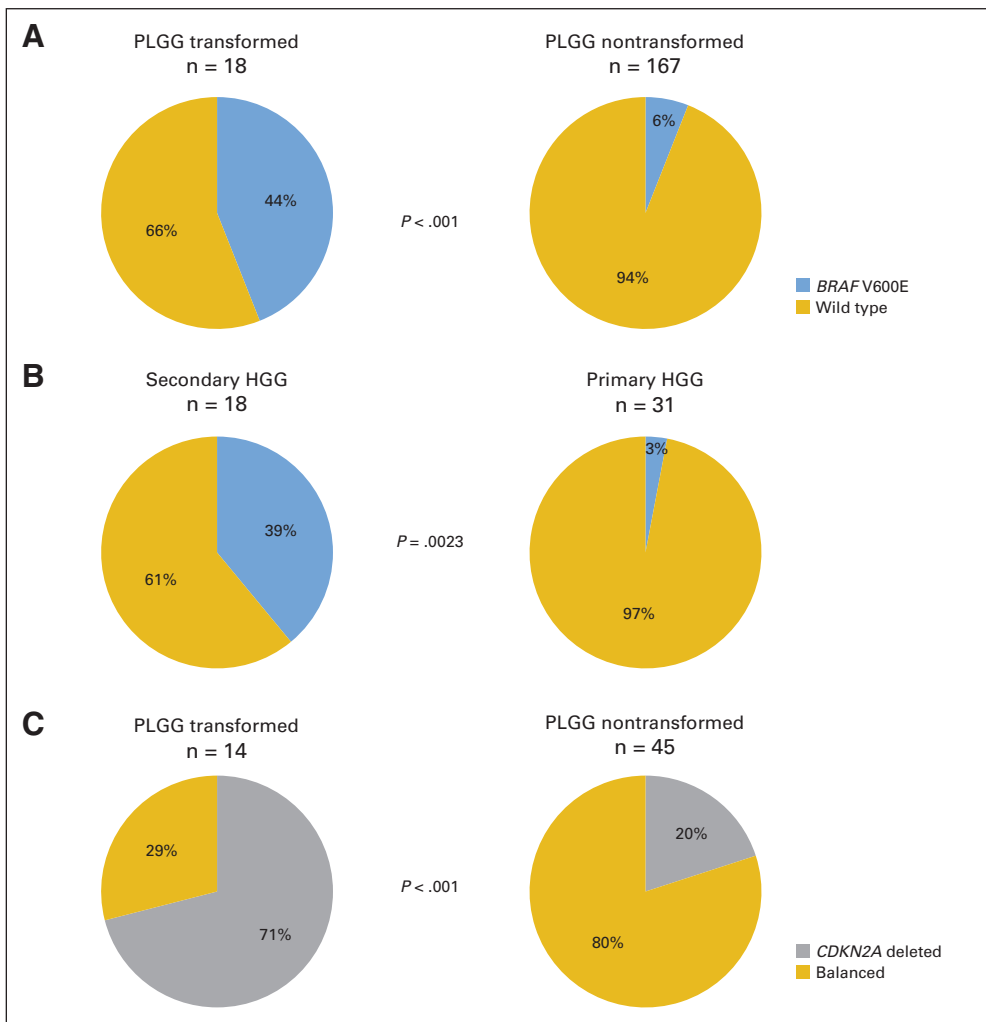 A
PLGG transformed
n = 18
PLGG nontransformed
n = 167
44%
66%
P < .001
6%
94%
BRAF V600E
Wild type
B
Secondary HGG
n = 18
Primary HGG
n = 31
39%
61%
P = .0023
3%
97%
C
PLGG transformed
n = 14
PLGG nontransformed
n = 45
29%
71%
P < .001
20%
80%
CDKN2A deleted
Balanced